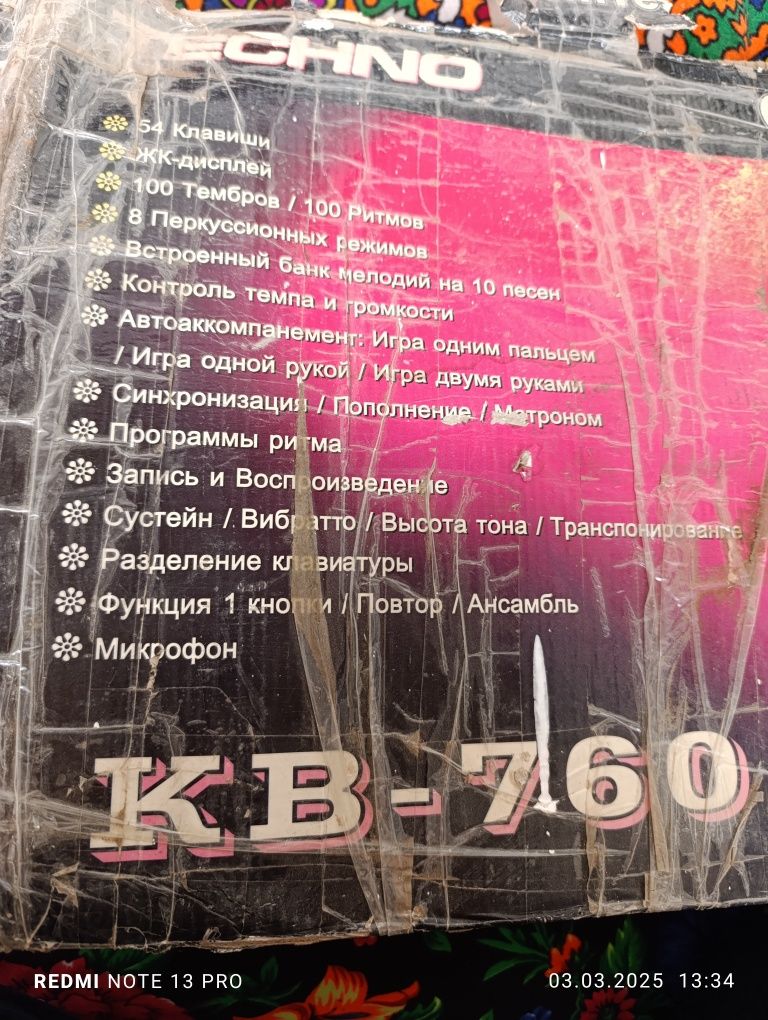 ECHNO
54 Клавиши
ЖК-дисплей
100 Тембров / 100 Ритмов
8 Перкуссионных режимов
Встроенный банк мелодий на 10 песен
Контроль темпа и громкости
Автоаккомпанемент: Игра одним пальцем
/ Игра одной рукой / Игра двумя руками
Синхронизация / Пополнение / Метроном
Программы ритма
Запись и Воспроизведение
Сустейн / Вибратто / Высота тона / Транспонирование
Разделение клавиатуры
Функция 1 кнопки / Повтор / Ансамбль
Микрофон
KB-760
REDMI NOTE 13 PRO
03.03.2025 13:34